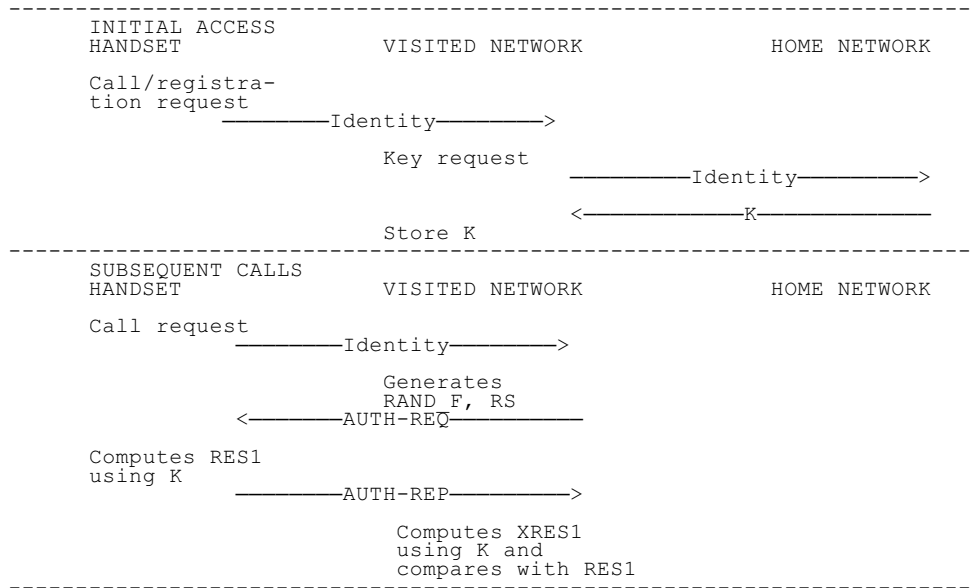 INITIAL ACCESS
HANDSET VISITED NETWORK HOME NETWORK
Call/registra-
tion request
Identity
Key request
Identity
K
Store K
SUBSEQUENT CALLS
HANDSET VISITED NETWORK HOME NETWORK
Call request
Identity
Generates
RAND_F, RS
AUTH-REQ
Computes RES1
using K
AUTH-REP
Computes XRES1
using K and
compares with RES1